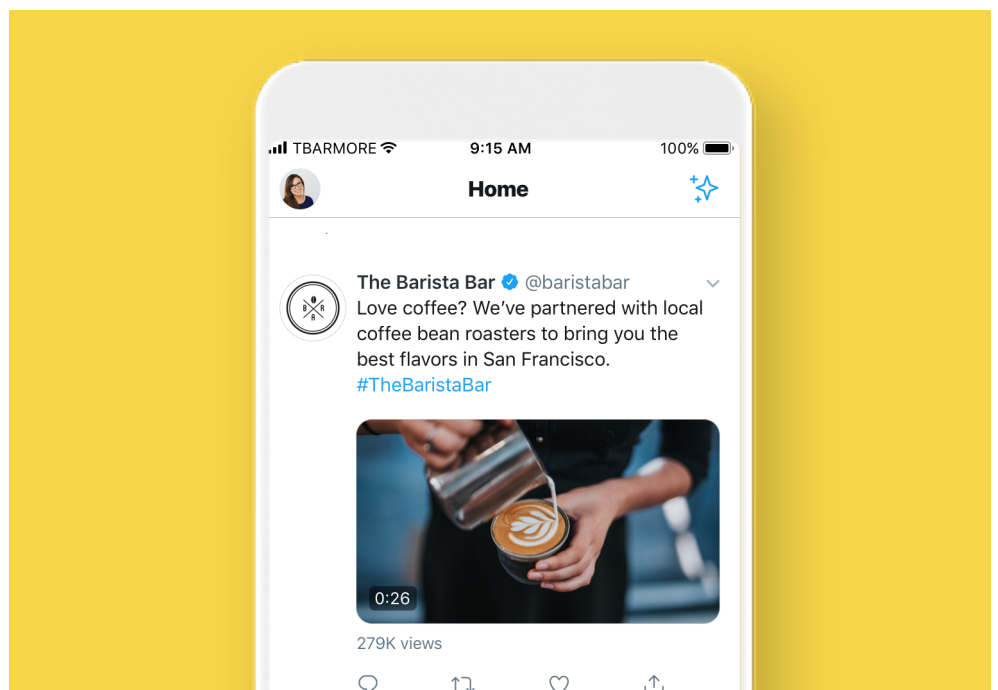 TBARMORE 9:15 AM 100%
Home
The Barista Bar @baristabar
Love coffee? We’ve partnered with local
coffee bean roasters to bring you the
best flavors in San Francisco.
#TheBaristaBar
B A R
R
0:26
279K views